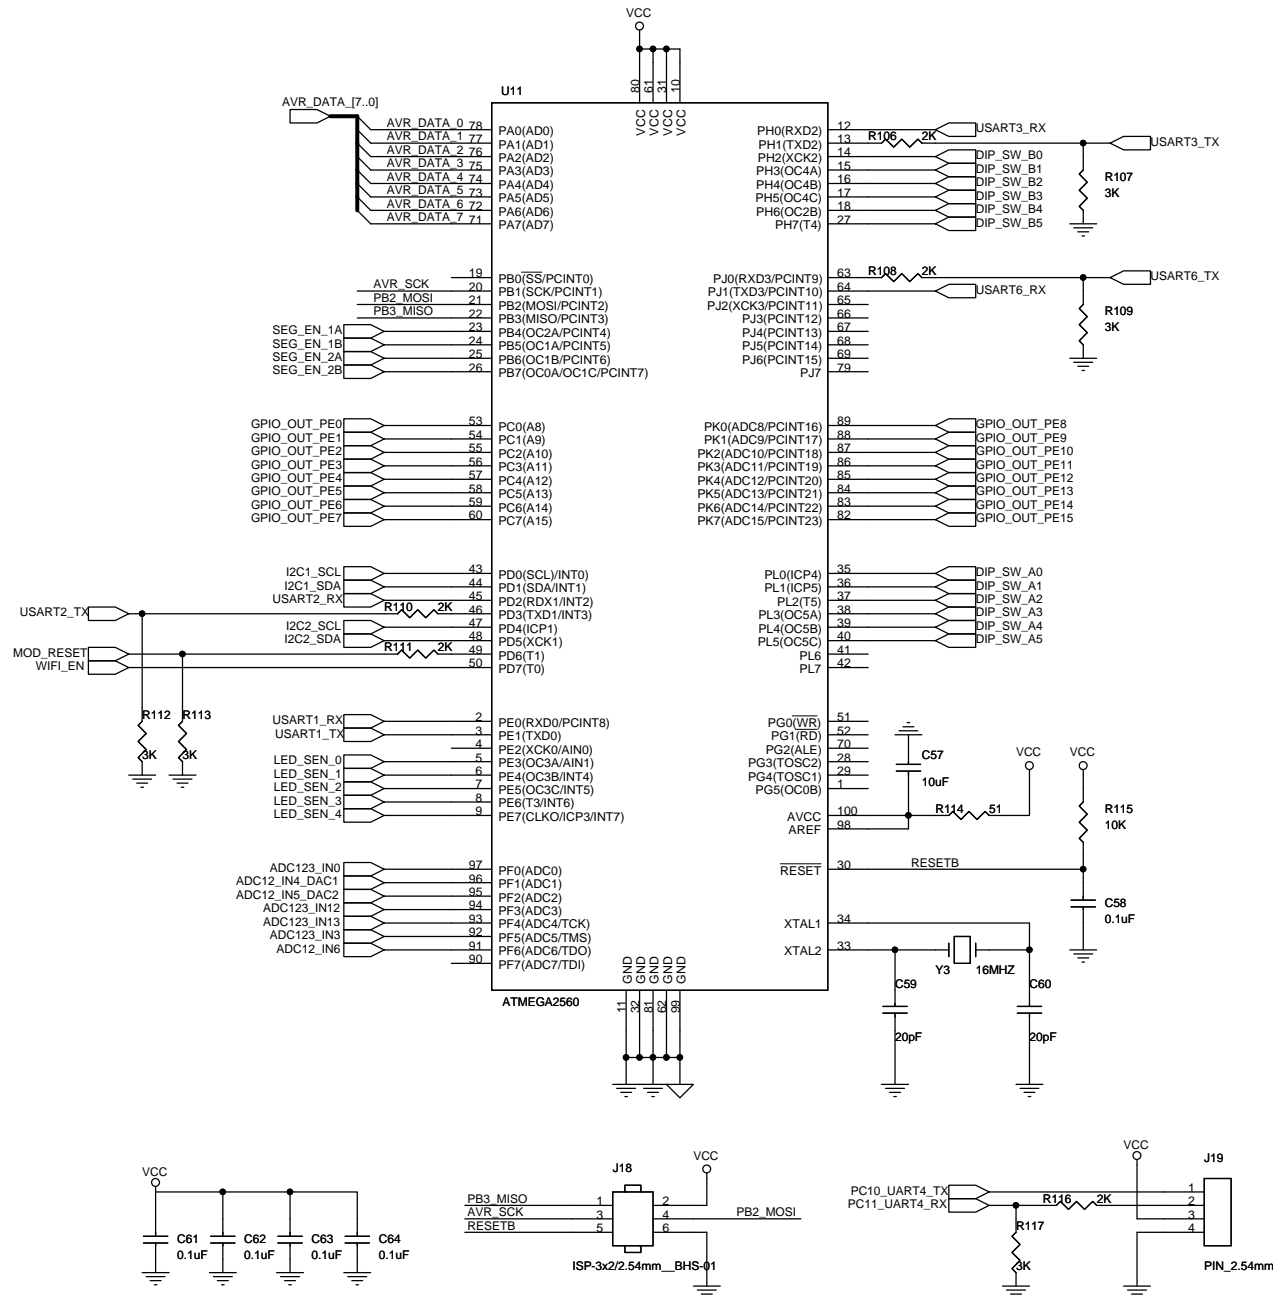 VCC
U11
80 61 31 10
VCC VCC VCC VCC
AVR_DATA_[7..0]
AVR_DATA_0 78 PA0(AD0)
AVR_DATA_1 77 PA1(AD1)
AVR_DATA_2 76 PA2(AD2)
AVR_DATA_3 75 PA3(AD3)
AVR_DATA_4 74 PA4(AD4)
AVR_DATA_5 73 PA5(AD5)
AVR_DATA_6 72 PA6(AD6)
AVR_DATA_7 71 PA7(AD7)
PH0(RXD2) 12 USART3_RX
PH1(TXD2) 13 R106 2K USART3_TX
PH2(XCK2) 14 DIP_SW_B0
PH3(OC4A) 15 DIP_SW_B1
PH4(OC4B) 16 DIP_SW_B2
PH5(OC4C) 17 DIP_SW_B3
PH6(OC2B) 18 DIP_SW_B4
PH7(T4) 27 DIP_SW_B5
R107
3K
19 PB0(SS/PCINT0)
AVR_SCK 20 PB1(SCK/PCINT1)
PB2_MOSI 21 PB2(MOSI/PCINT2)
PB3_MISO 22 PB3(MISO/PCINT3)
SEG_EN_1A 23 PB4(OC2A/PCINT4)
SEG_EN_1B 24 PB5(OC1A/PCINT5)
SEG_EN_2A 25 PB6(OC1B/PCINT6)
SEG_EN_2B 26 PB7(OC0A/OC1C/PCINT7)
PJ0(RXD3/PCINT9) 63 R108 2K USART6_TX
PJ1(TXD3/PCINT10) 64 USART6_RX
PJ2(XCK3/PCINT11) 65
PJ3(PCINT12) 66
PJ4(PCINT13) 67
PJ5(PCINT14) 68
PJ6(PCINT15) 69
PJ7 79
R109
3K
GPIO_OUT_PE0 53 PC0(A8)
GPIO_OUT_PE1 54 PC1(A9)
GPIO_OUT_PE2 55 PC2(A10)
GPIO_OUT_PE3 56 PC3(A11)
GPIO_OUT_PE4 57 PC4(A12)
GPIO_OUT_PE5 58 PC5(A13)
GPIO_OUT_PE6 59 PC6(A14)
GPIO_OUT_PE7 60 PC7(A15)
PK0(ADC8/PCINT16) 89 GPIO_OUT_PE8
PK1(ADC9/PCINT17) 88 GPIO_OUT_PE9
PK2(ADC10/PCINT18) 87 GPIO_OUT_PE10
PK3(ADC11/PCINT19) 86 GPIO_OUT_PE11
PK4(ADC12/PCINT20) 85 GPIO_OUT_PE12
PK5(ADC13/PCINT21) 84 GPIO_OUT_PE13
PK6(ADC14/PCINT22) 83 GPIO_OUT_PE14
PK7(ADC15/PCINT23) 82 GPIO_OUT_PE15
I2C1_SCL 43 PD0(SCL)/INT0)
I2C1_SDA 44 PD1(SDA/INT1)
USART2_RX 45 PD2(RDX1/INT2)
USART2_TX R110 2K 46 PD3(TXD1/INT3)
I2C2_SCL 47 PD4(ICP1)
I2C2_SDA 48 PD5(XCK1)
MOD_RESET R111 2K 49 PD6(T1)
WIFI_EN 50 PD7(T0)
PL0(ICP4) 35 DIP_SW_A0
PL1(ICP5) 36 DIP_SW_A1
PL2(T5) 37 DIP_SW_A2
PL3(OC5A) 38 DIP_SW_A3
PL4(OC5B) 39 DIP_SW_A4
PL5(OC5C) 40 DIP_SW_A5
PL6 41
PL7 42
R112 R113
3K 3K
USART1_RX 2 PE0(RXD0/PCINT8)
USART1_TX 3 PE1(TXD0)
4 PE2(XCK0/AIN0)
LED_SEN_0 5 PE3(OC3A/AIN1)
LED_SEN_1 6 PE4(OC3B/INT4)
LED_SEN_2 7 PE5(OC3C/INT5)
LED_SEN_3 8 PE6(T3/INT6)
LED_SEN_4 9 PE7(CLKO/ICP3/INT7)
PG0(WR) 51
PG1(RD) 52
PG2(ALE) 70
PG3(TOSC2) 28
PG4(TOSC1) 29
PG5(OC0B) 1
C57
10uF
VCC VCC
AVCC 100 R114 51
AREF 98
R115
10K
RESET 30 RESETB
C58
0.1uF
ADC123_IN0 97 PF0(ADC0)
ADC12_IN4_DAC1 96 PF1(ADC1)
ADC12_IN5_DAC2 95 PF2(ADC2)
ADC123_IN12 94 PF3(ADC3)
ADC123_IN13 93 PF4(ADC4/TCK)
ADC123_IN3 92 PF5(ADC5/TMS)
ADC12_IN6 91 PF6(ADC6/TDO)
90 PF7(ADC7/TDI)
XTAL1 34
XTAL2 33
Y3 16MHZ
C59 C60
20pF 20pF
GND GND GND GND GND
11 32 81 62 99
ATMEGA2560
VCC
C61 C62 C63 C64
0.1uF 0.1uF 0.1uF 0.1uF
J18
VCC
PB3_MISO 1 2
AVR_SCK 3 4 PB2_MOSI
RESETB 5 6
ISP-3x2/2.54mm__BHS-01
VCC
J19
PC10_UART4_TX 1
PC11_UART4_RX R116 2K 2
3
4
R117
3K
PIN_2.54mm